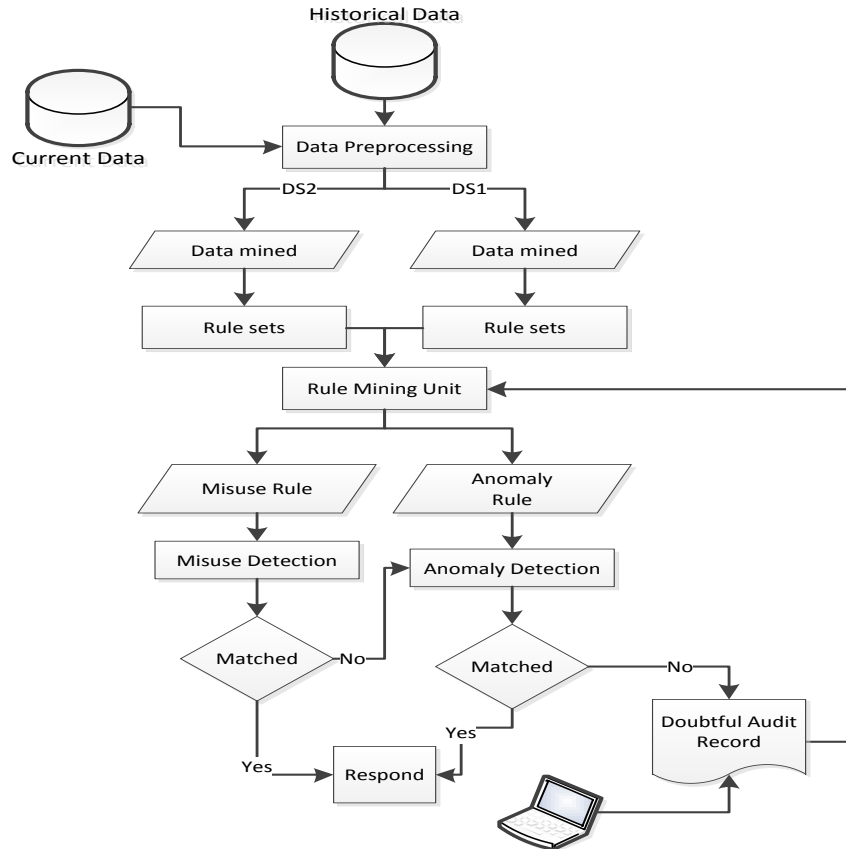 Historical Data
Current Data
Data Preprocessing
DS2
DS1
Data mined
Data mined
Rule sets
Rule sets
Rule Mining Unit
Misuse Rule
Anomaly
Rule
Misuse Detection
Anomaly Detection
Matched
No
Matched
No
Doubtful Audit
Record
Yes
Yes
Respond